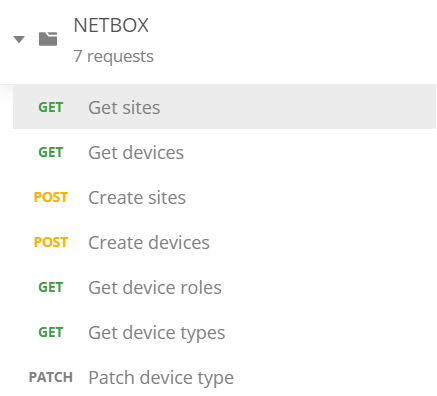 NETBOX
7 requests
GET Get sites
GET Get devices
POST Create sites
POST Create devices
GET Get device roles
GET Get device types
PATCH Patch device type